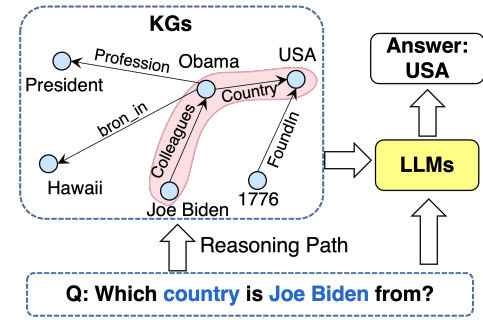 KGs
Profession
Obama
USA
President
bron_in
Country
Colleagues
FoundIn
Hawaii
Joe Biden
1776
Answer:
USA
LLMs
Reasoning Path
Q: Which country is Joe Biden from?